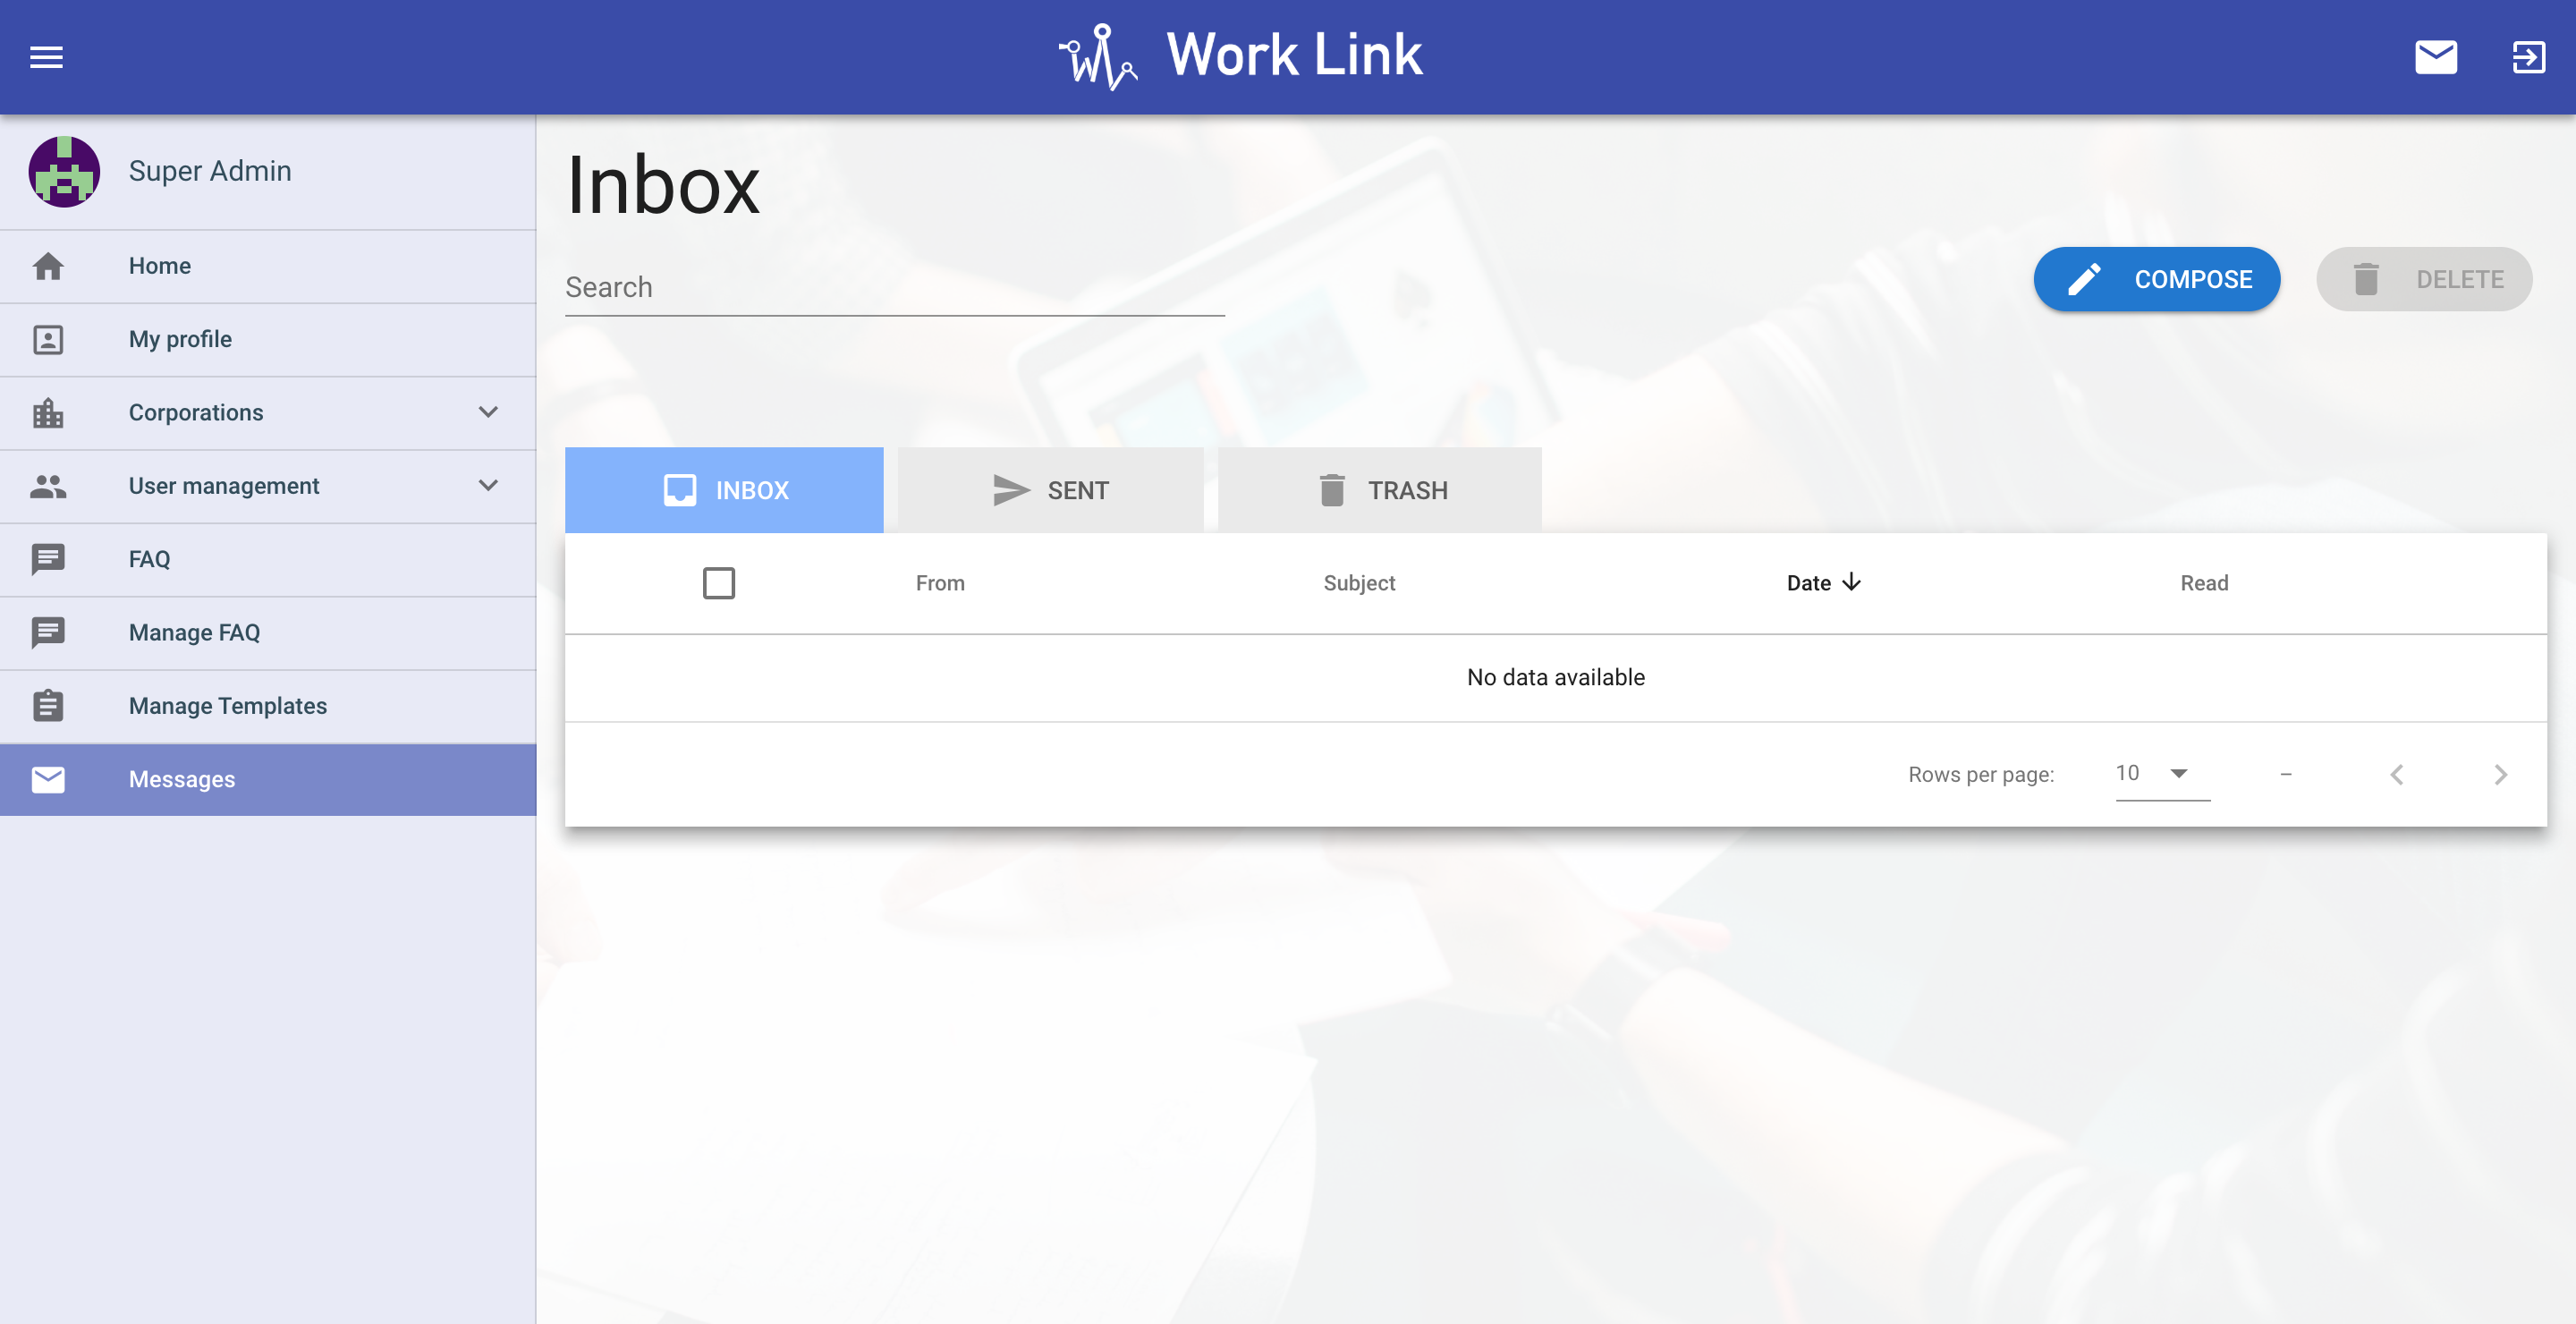 Work Link
Super Admin
Home
My profile
Corporations
User management
FAQ
Manage FAQ
Manage Templates
Messages
Inbox
Search
COMPOSE
DELETE
INBOX
SENT
TRASH
From
Subject
Date
Read
No data available
Rows per page:
10
–